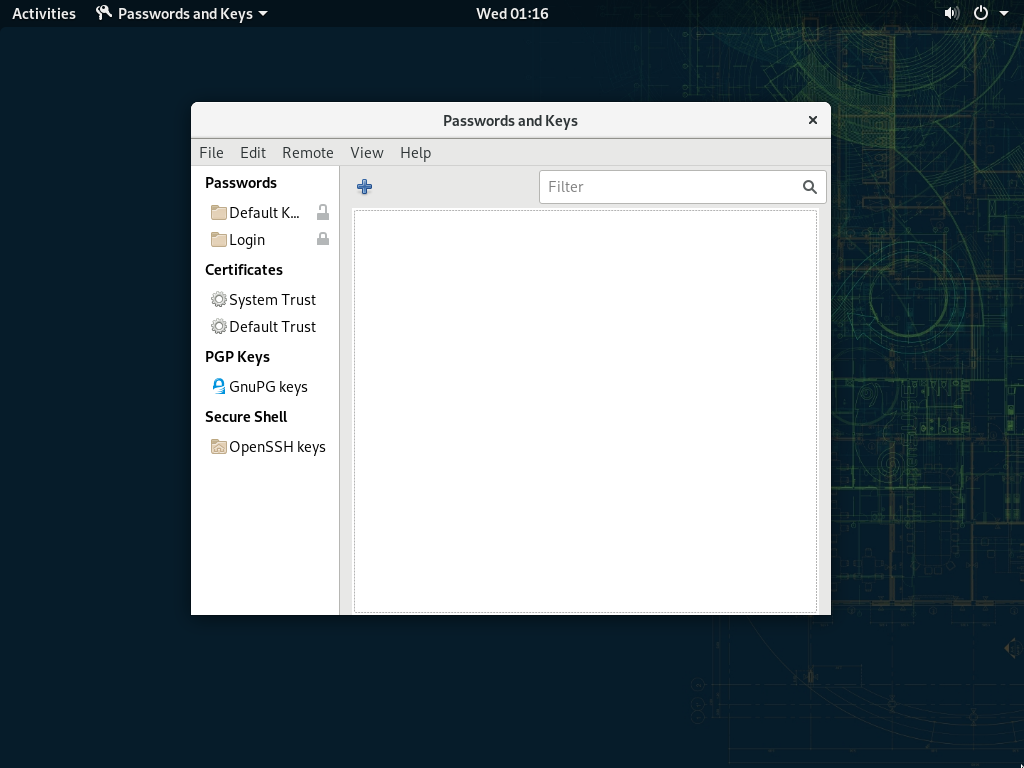 Activities Passwords and Keys Wed 01:16
Passwords and Keys
File Edit Remote View Help
Passwords
Filter
Default K...
Login
Certificates
System Trust
Default Trust
PGP Keys
GnuPG keys
Secure Shell
OpenSSH keys